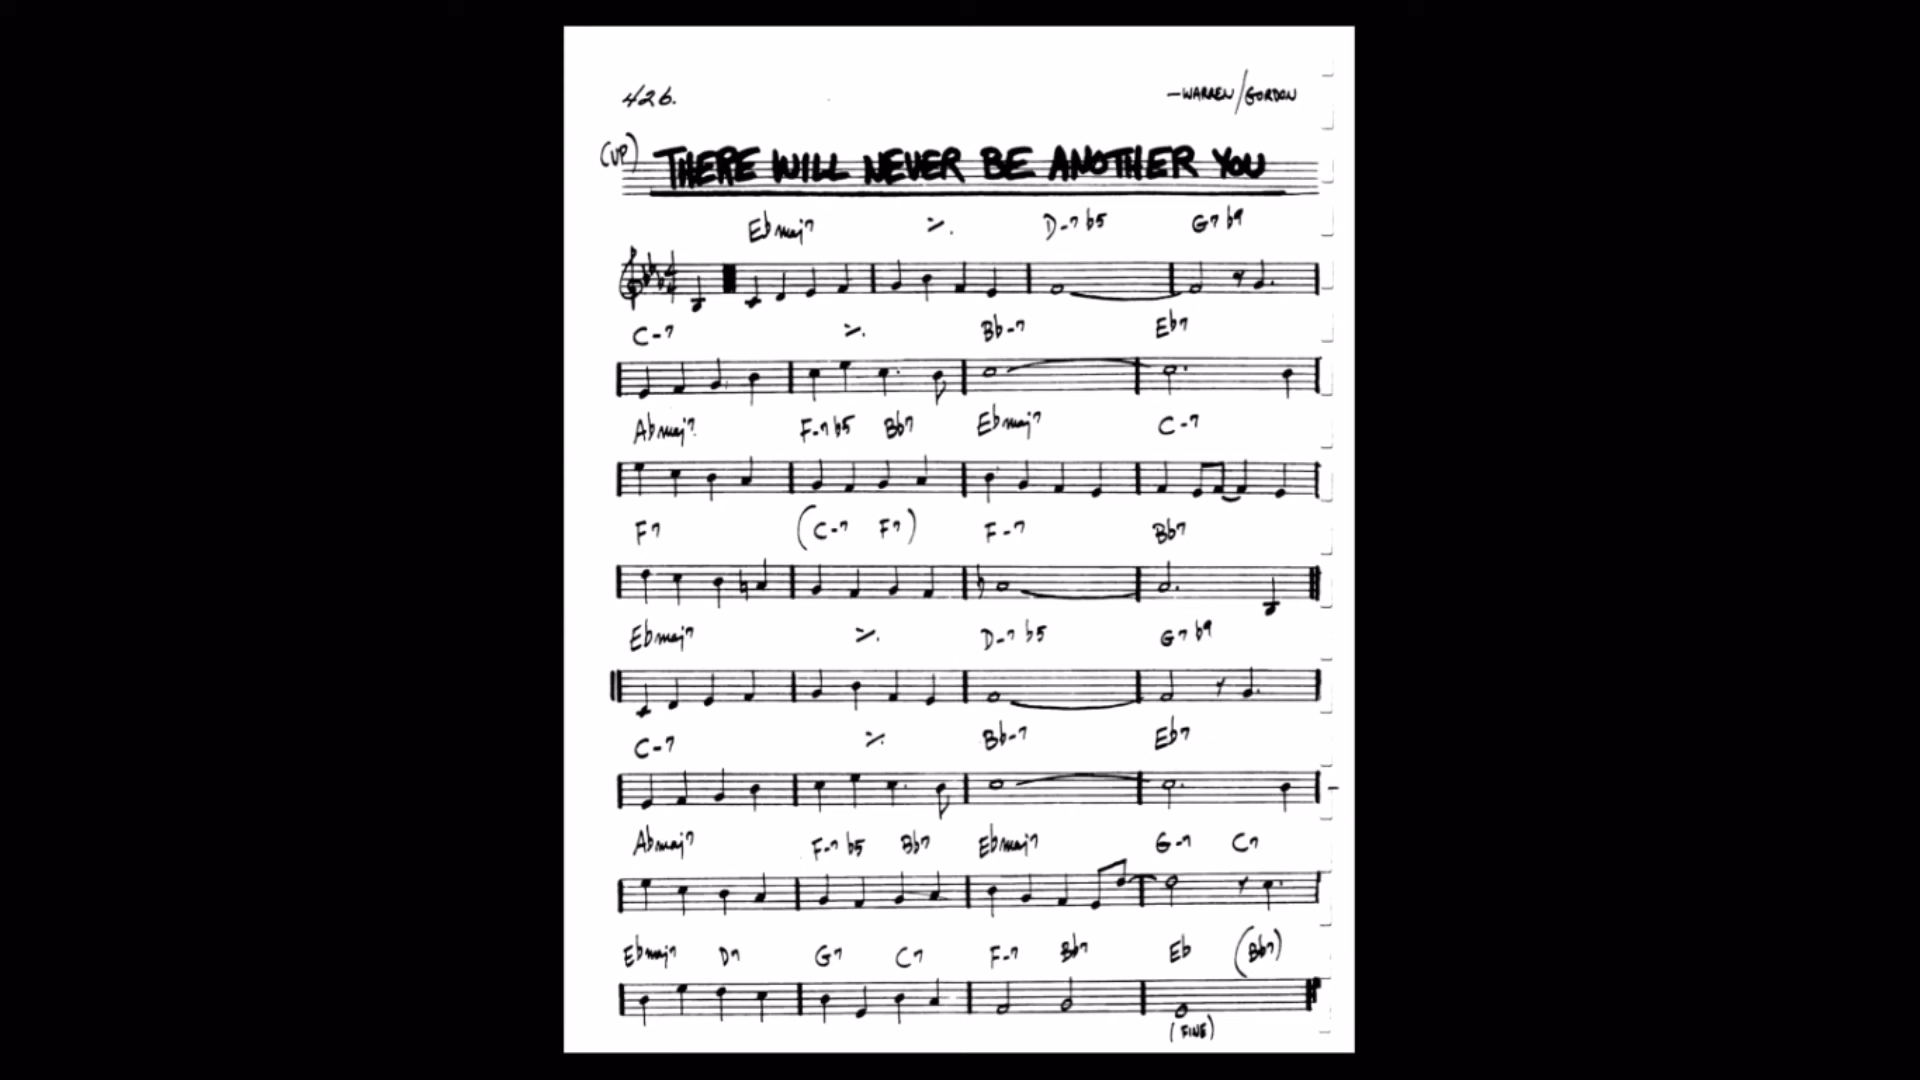 426.
—WARREN/GORDON
(UP) THERE WILL NEVER BE ANOTHER YOU
Ebmaj7 ٪ D-7b5 G7b9
C-7 ٪ Bb-7 Eb7
Abmaj7 F-7b5 Bb7 Ebmaj7 C-7
F7 (C-7 F7) F-7 Bb7
Ebmaj7 ٪ D-7b5 G7b9
C-7 ٪ Bb-7 Eb7
Abmaj7 F-7b5 Bb7 Ebmaj7 G-7 C7
Ebmaj7 D7 G7 C7 F-7 Bb7 Eb (Bb7)
(FINE)